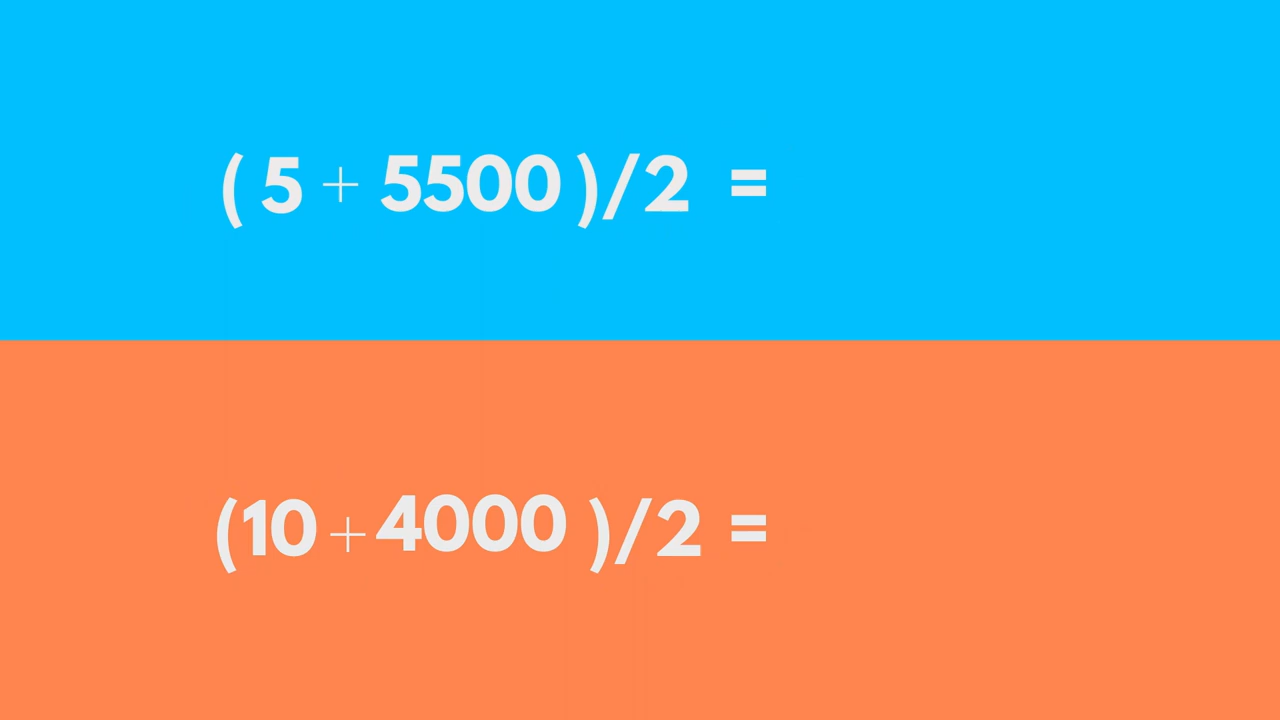 ( 5 + 5500 )/2 =
(10 + 4000 )/2 =